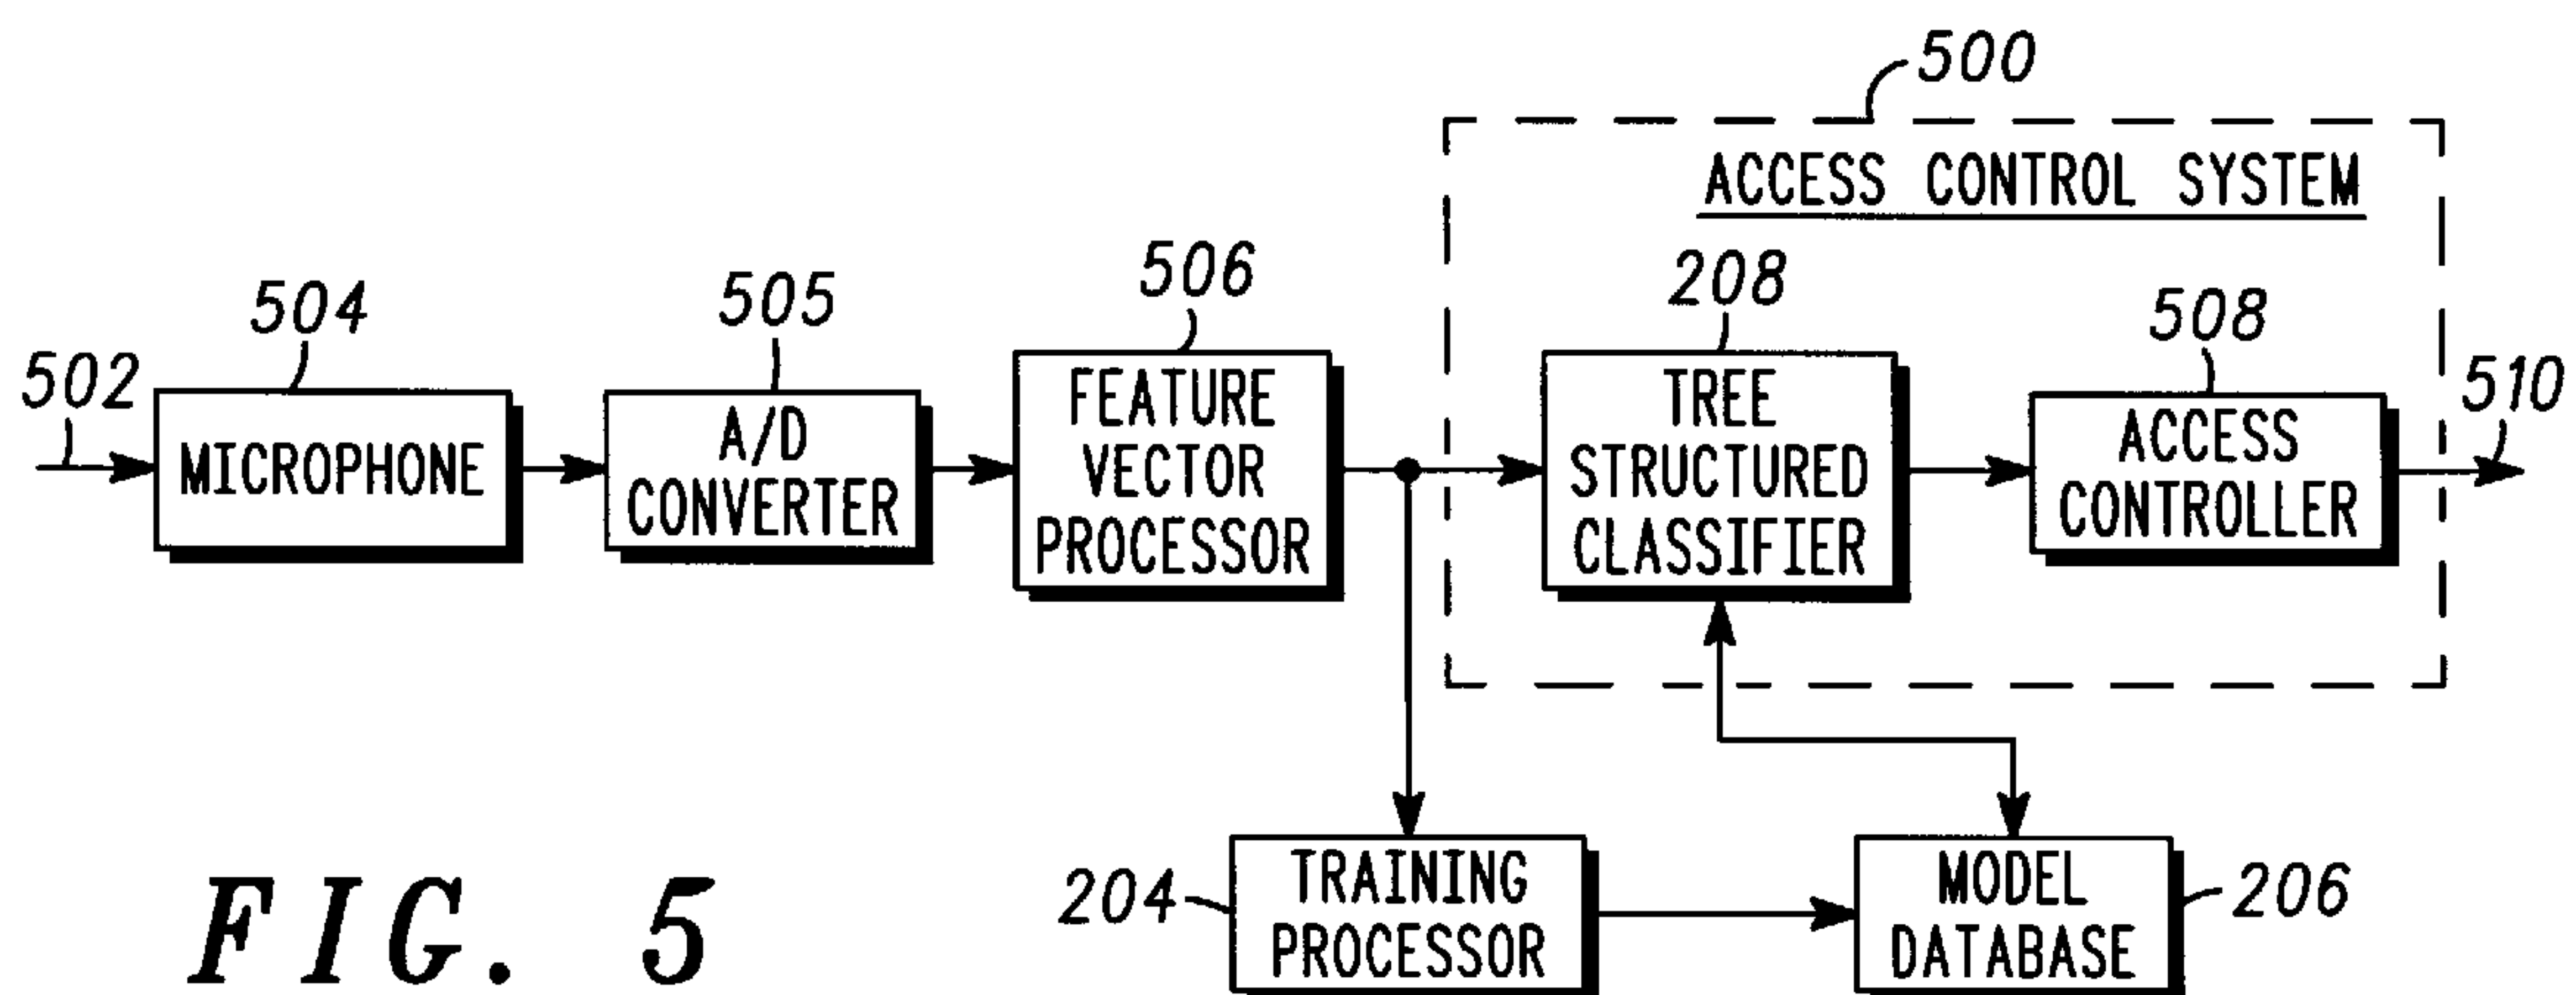 500
ACCESS CONTROL SYSTEM
502
504
MICROPHONE
505
A/D
CONVERTER
506
FEATURE
VECTOR
PROCESSOR
208
TREE
STRUCTURED
CLASSIFIER
508
ACCESS
CONTROLLER
510
204
TRAINING
PROCESSOR
MODEL
DATABASE
206
FIG. 5